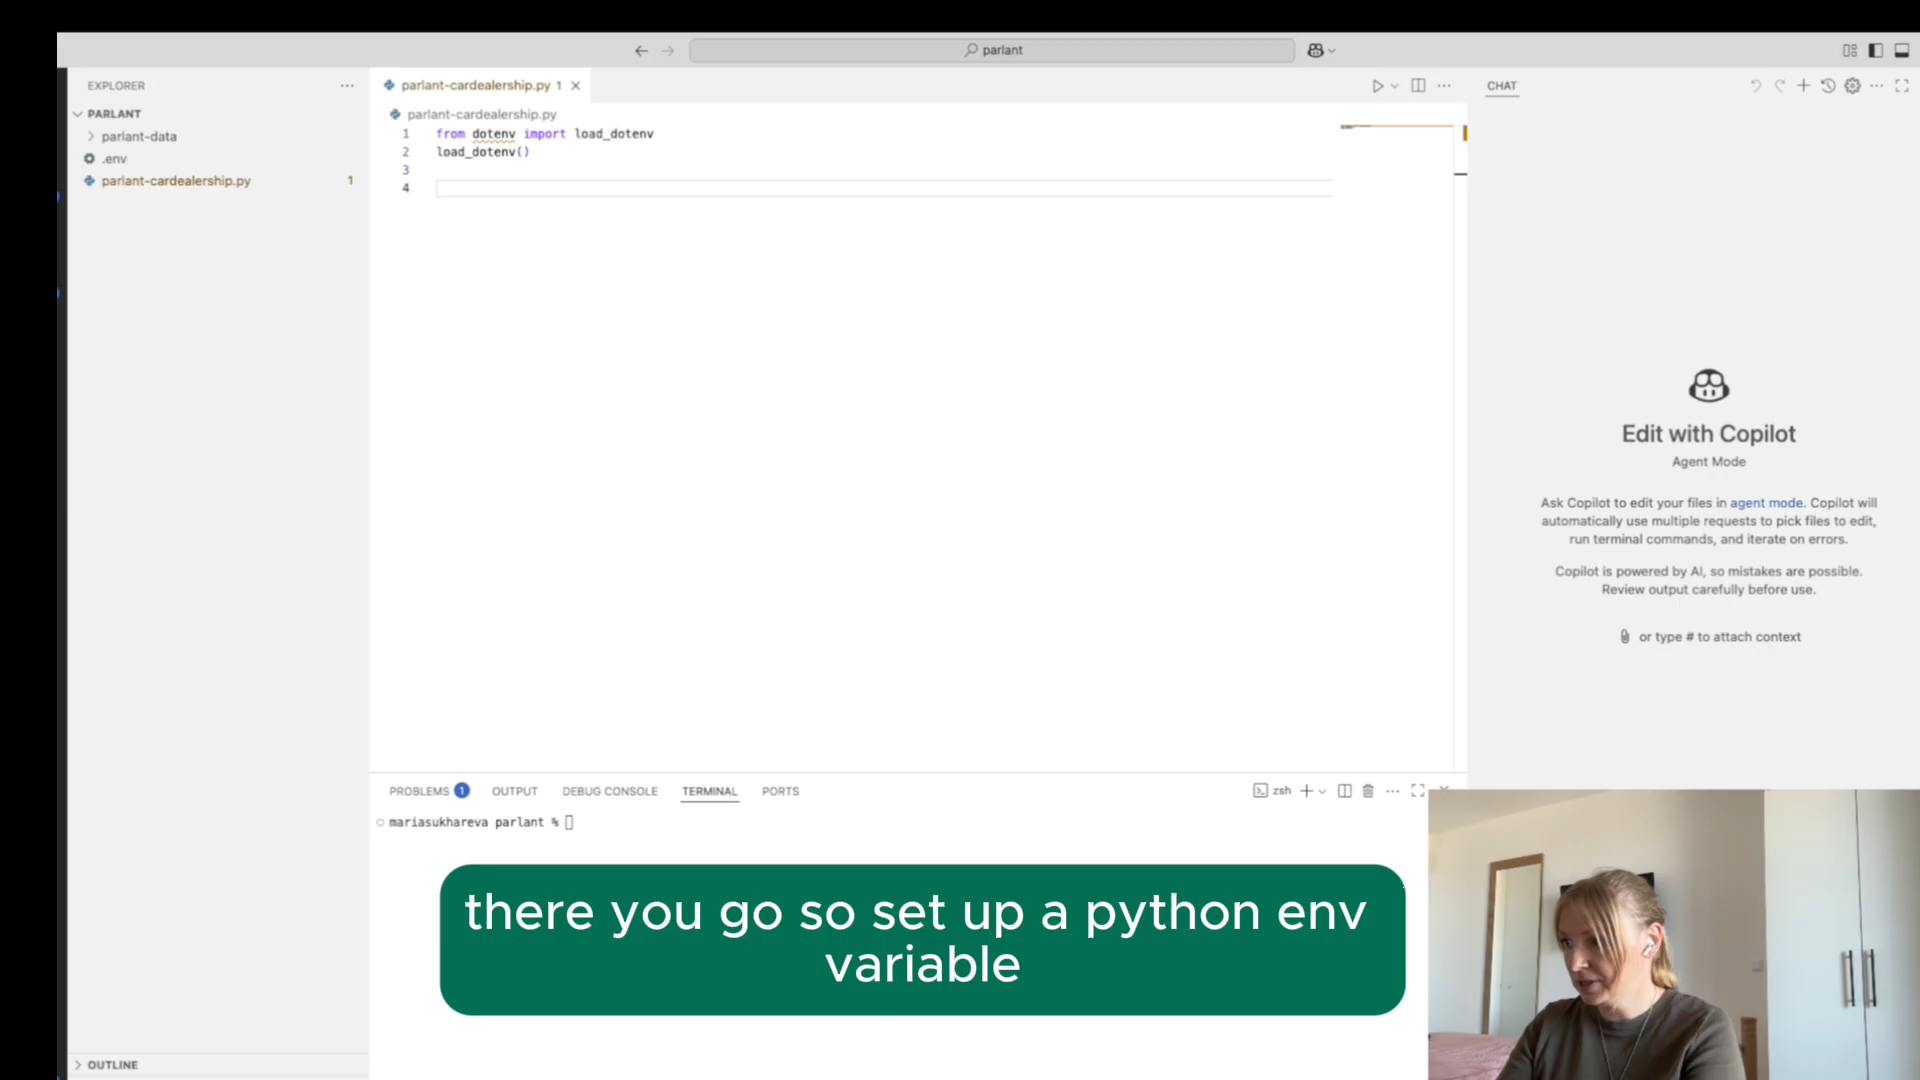 parlant
EXPLORER
PARLANT
parlant-data
.env
parlant-cardealership.py 1
OUTLINE
parlant-cardealership.py 1
parlant-cardealership.py
1 from dotenv import load_dotenv
2 load_dotenv()
3
4
PROBLEMS 1 OUTPUT DEBUG CONSOLE TERMINAL PORTS
zsh
mariasukhareva parlant %
CHAT
Edit with Copilot
Agent Mode
Ask Copilot to edit your files in agent mode. Copilot will
automatically use multiple requests to pick files to edit,
run terminal commands, and iterate on errors.
Copilot is powered by AI, so mistakes are possible.
Review output carefully before use.
or type # to attach context
there you go so set up a python env
variable